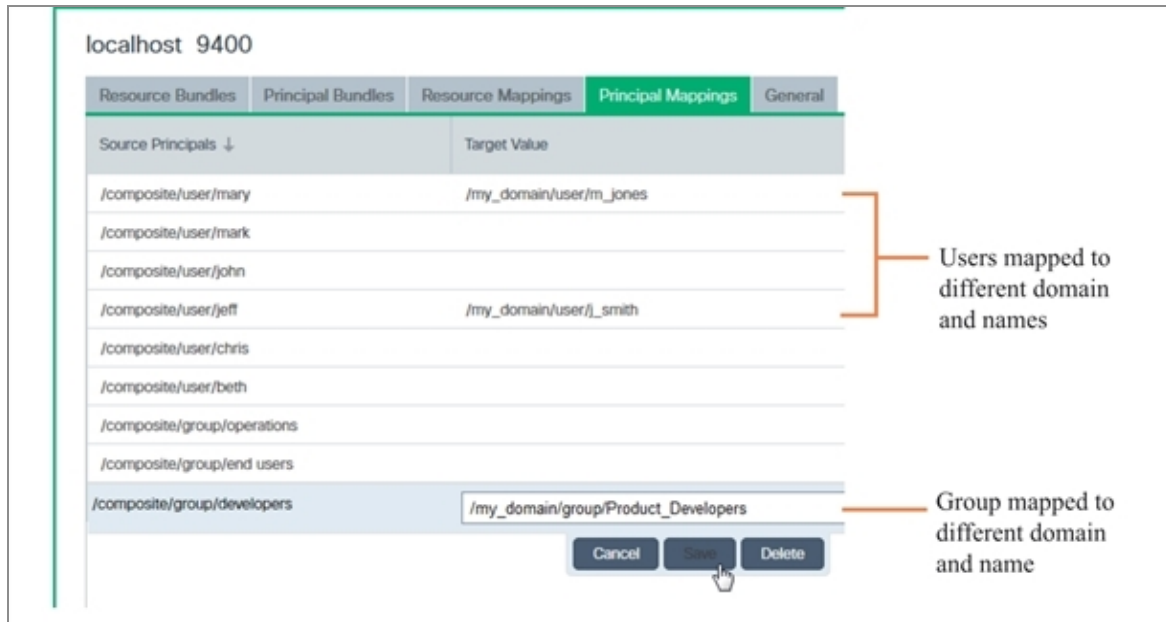 localhost 9400
Resource Bundles Principal Bundles Resource Mappings Principal Mappings General
Source Principals ↓ Target Value
/composite/user/mary /my_domain/user/m_jones
/composite/user/mark
/composite/user/john
/composite/user/jeff /my_domain/user/j_smith
/composite/user/chris
/composite/user/beth
/composite/group/operations
/composite/group/end users
/composite/group/developers /my_domain/group/Product_Developers
Cancel Save Delete
Users mapped to
different domain
and names
Group mapped to
different domain
and name